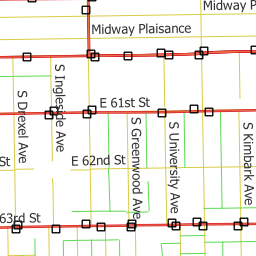 Midway P
Midway Plaisance
S Drexel Ave
S Ingleside Ave
E 61st St
S Greenwood Ave
S University Ave
S Kimbark Ave
St
E 62nd St
63rd St